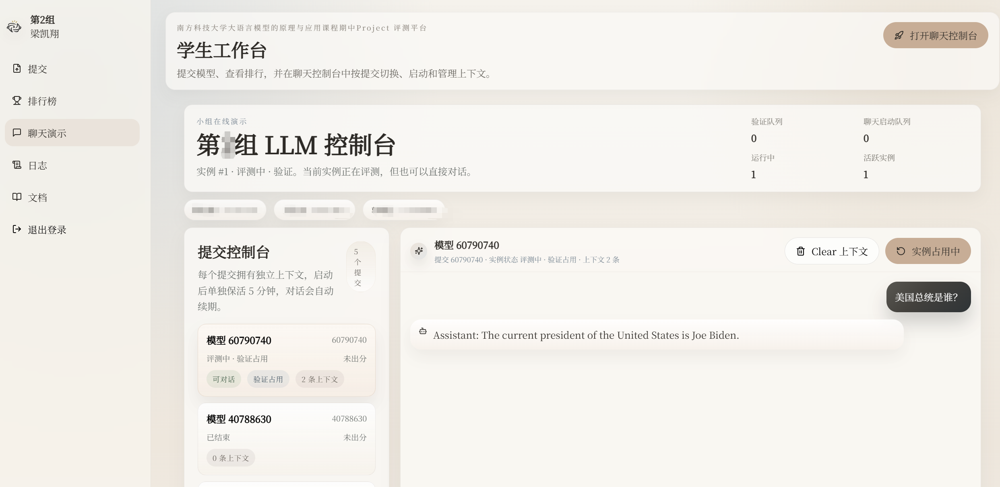 第2组
梁凯翔
提交
排行榜
聊天演示
日志
文档
退出登录
南方科技大学大语言模型的原理与应用课程期中Project 评测平台
学生工作台
提交模型、查看排行，并在聊天控制台中按提交切换、启动和管理上下文。
打开聊天控制台
小组在线演示
第 组 LLM 控制台
实例 #1 · 评测中 · 验证。当前实例正在评测，但也可以直接对话。
验证队列
0
聊天启动队列
0
运行中
1
活跃实例
1
提交控制台
每个提交拥有独立上下文，启动
后单独保活 5 分钟，对话会自动
续期。
5
个
提
交
模型 60790740
60790740
评测中 · 验证占用
未出分
可对话
验证占用
2 条上下文
模型 40788630
40788630
已结束
未出分
0 条上下文
模型 60790740
提交 60790740 · 实例状态 评测中 · 验证占用 · 上下文 2 条
Clear 上下文
实例占用中
美国总统是谁？
Assistant: The current president of the United States is Joe Biden.